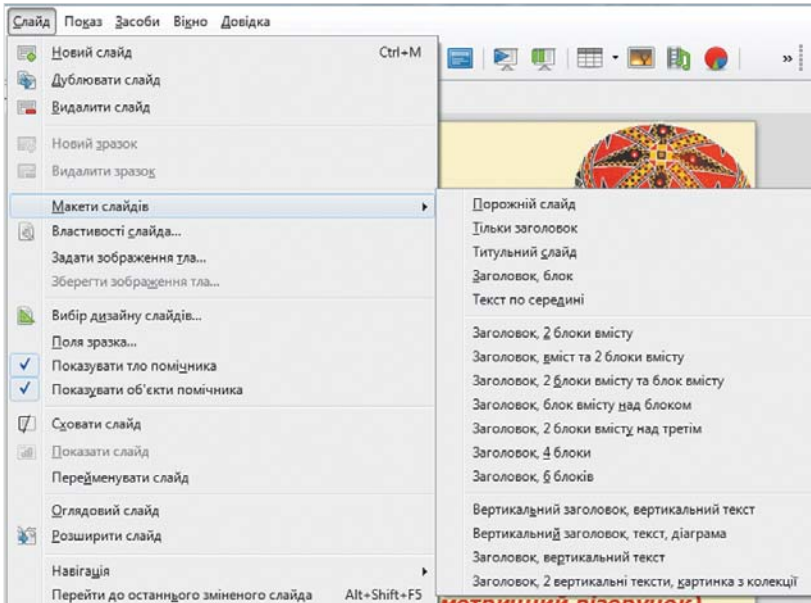 Слайд Показ Засоби Вікно Довідка
Новий слайд Ctrl+M
Дублювати слайд
Видалити слайд
Новий зразок
Видалити зразок
Макети слайдів
Властивості слайда...
Задати зображення тла...
Зберегти зображення тла...
Вибір дизайну слайдів...
Поля зразка...
Показувати тло помічника
Показувати об'єкти помічника
Сховати слайд
Показати слайд
Перейменувати слайд
Оглядовий слайд
Розширити слайд
Навігація
Перейти до останнього зміненого слайда Alt+Shift+F5
»
Порожній слайд
Тільки заголовок
Титульний слайд
Заголовок, блок
Текст по середині
Заголовок, 2 блоки вмісту
Заголовок, вміст та 2 блоки вмісту
Заголовок, 2 блоки вмісту та блок вмісту
Заголовок, блок вмісту над блоком
Заголовок, 2 блоки вмісту над третім
Заголовок, 4 блоки
Заголовок, 6 блоків
Вертикальний заголовок, вертикальний текст
Вертикальний заголовок, текст, діаграма
Заголовок, вертикальний текст
Заголовок, 2 вертикальні тексти, картинка з колекції